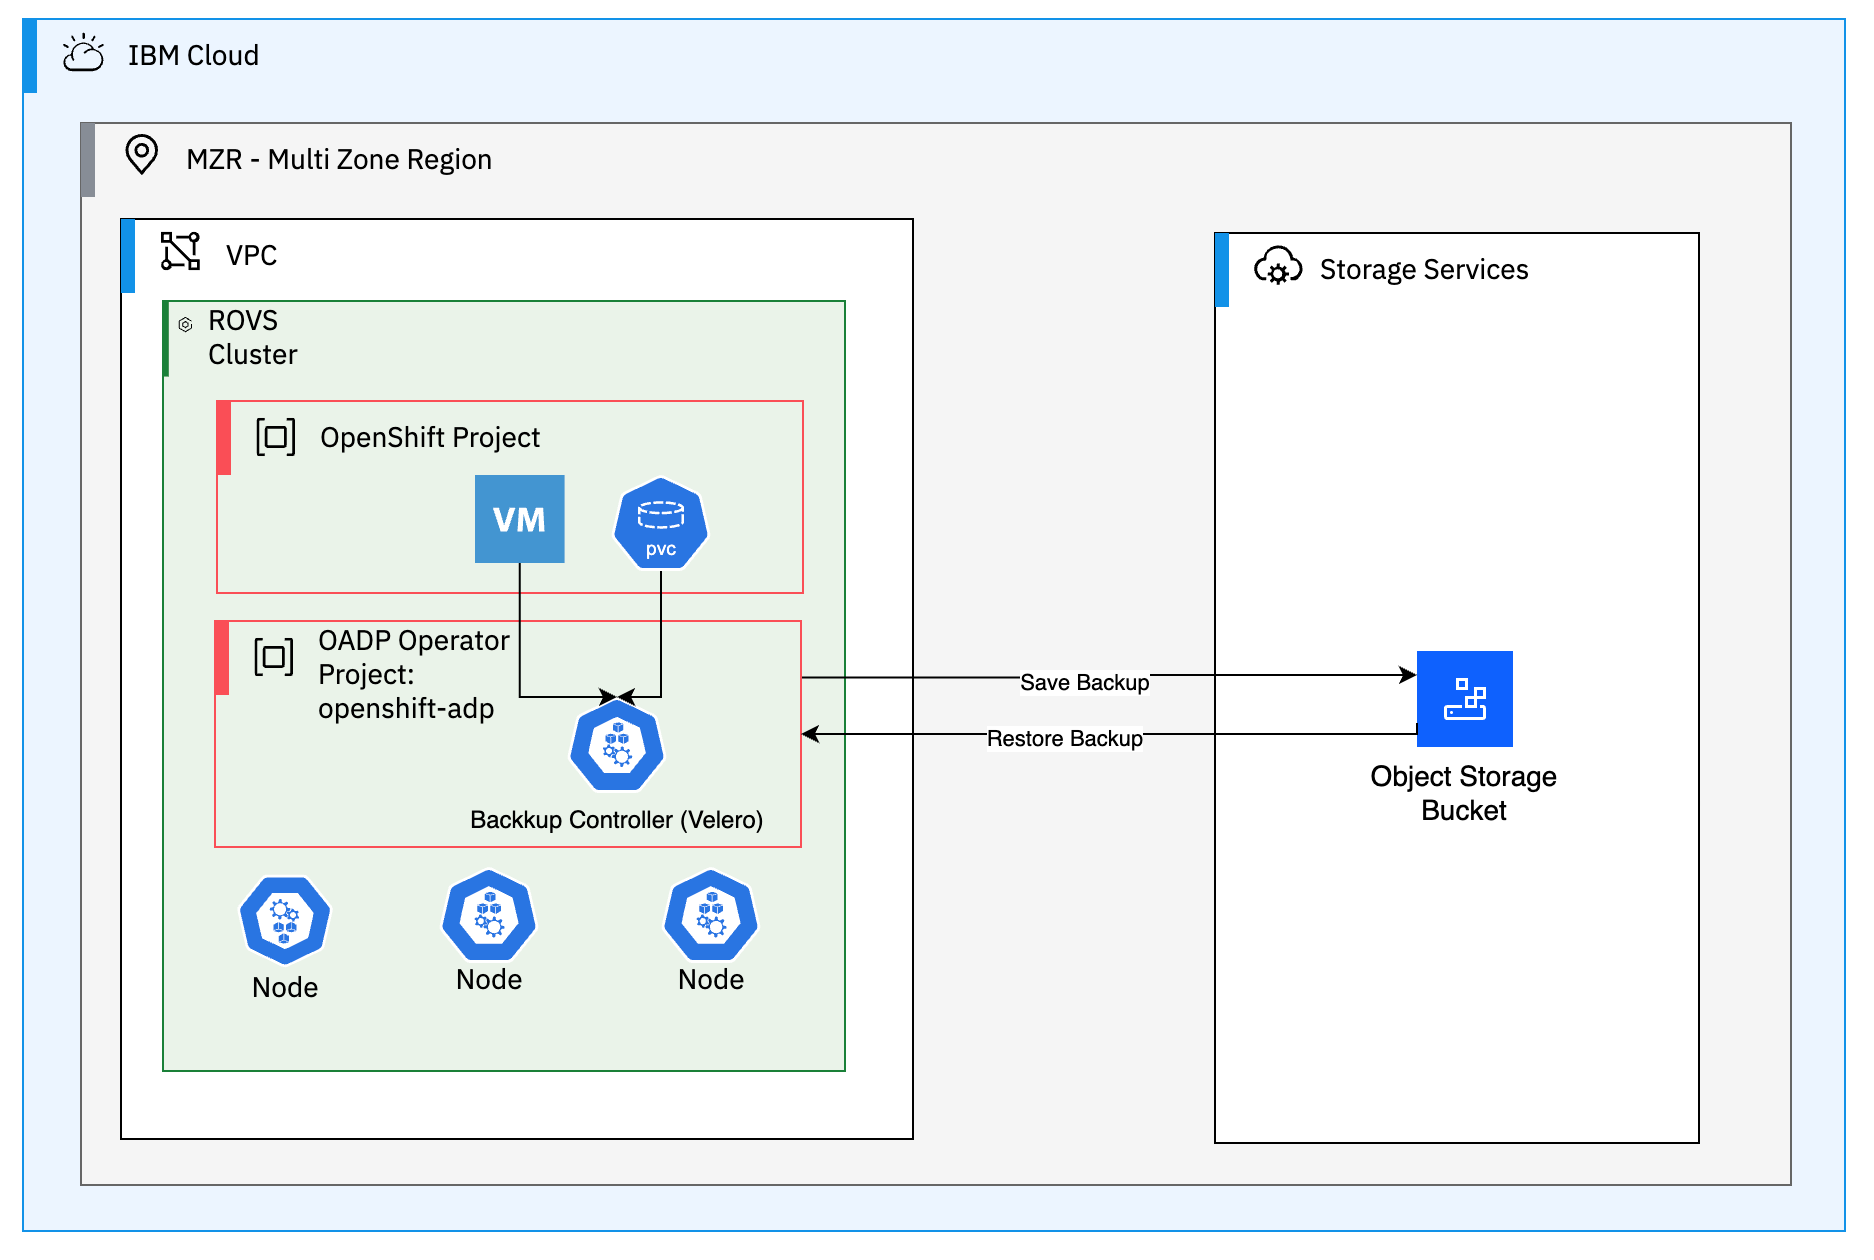 IBM Cloud
MZR - Multi Zone Region
VPC
ROVS
Cluster
OpenShift Project
VM
pvc
OADP Operator
Project:
openshift-adp
Backkup Controller (Velero)
Node
Node
Node
Save Backup
Restore Backup
Storage Services
Object Storage
Bucket